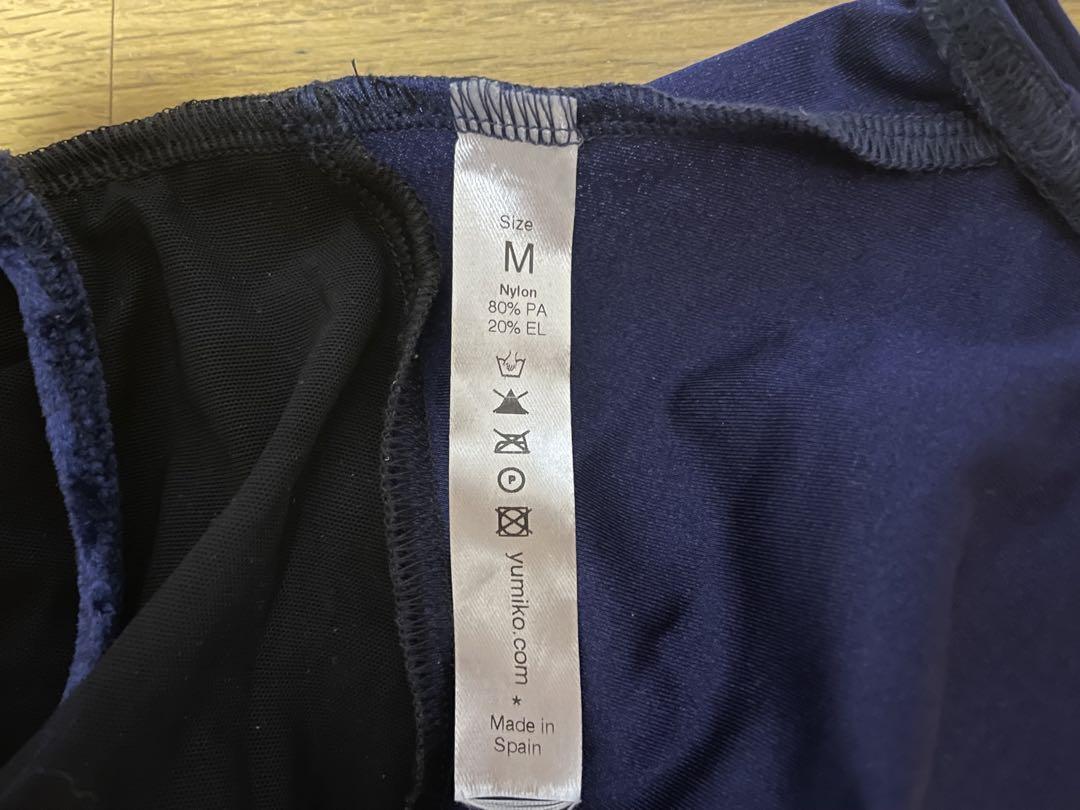 Size
M
Nylon
80% PA
20% EL
P
yumiko.com *
Made in
Spain